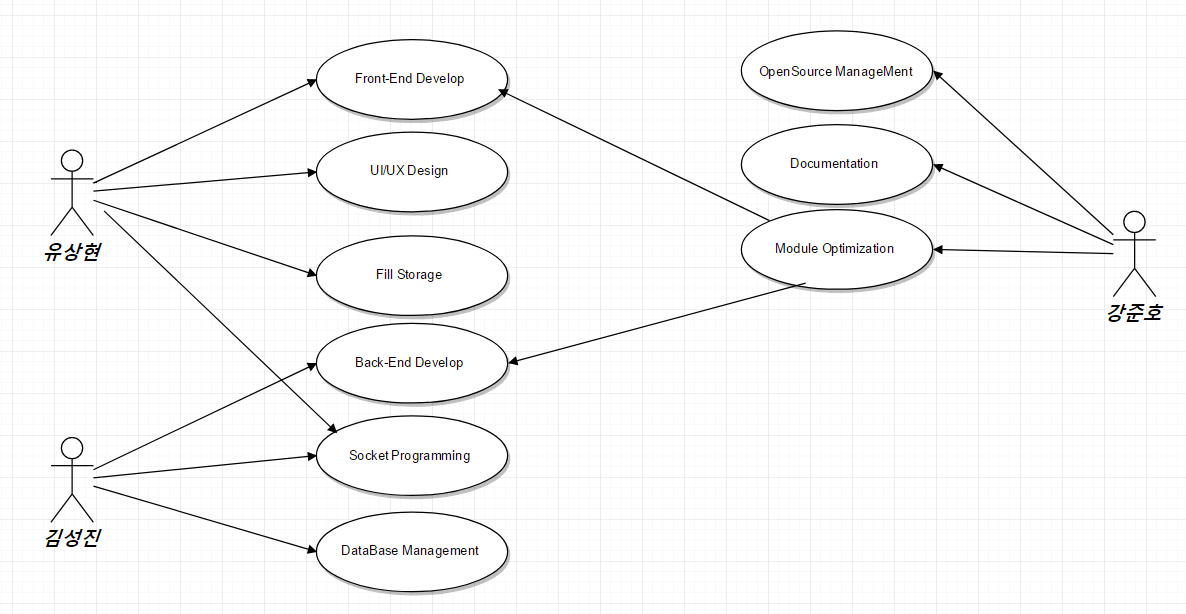 Front-End Develop
OpenSource ManageMent
UI/UX Design
Documentation
유상현
Fill Storage
Module Optimization
강준호
Back-End Develop
Socket Programming
김성진
DataBase Management